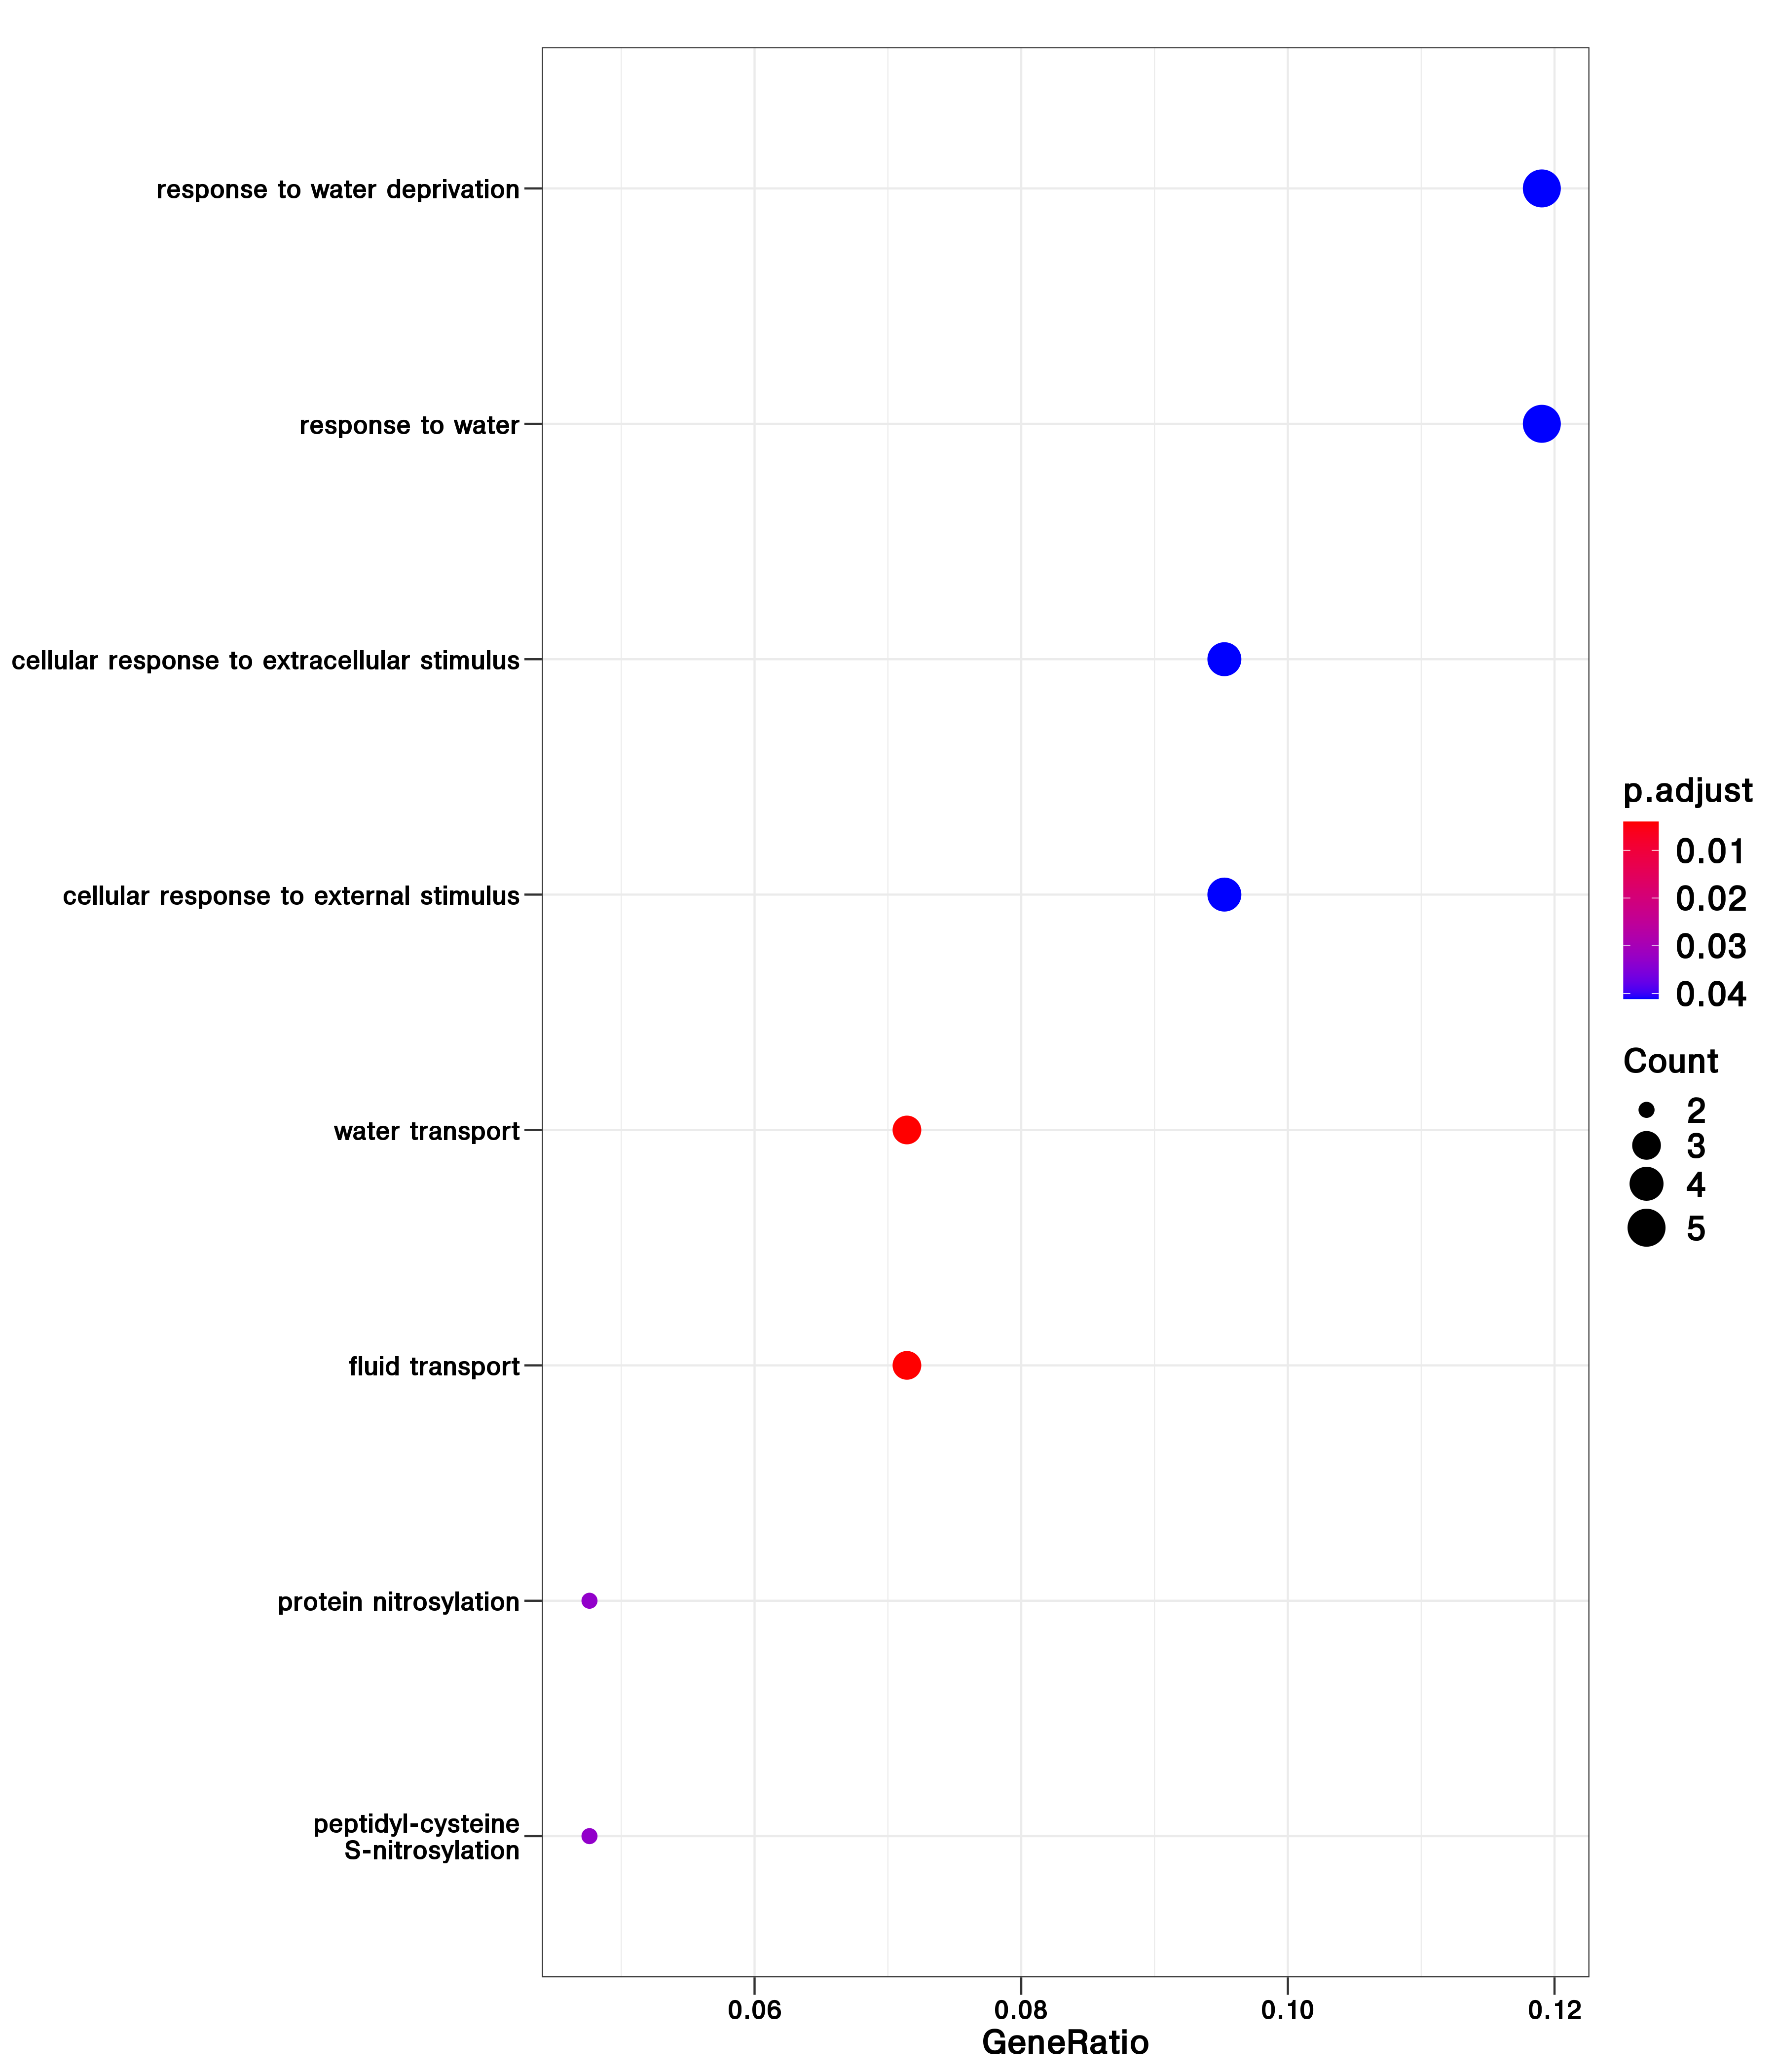 response to water deprivation
response to water
cellular response to extracellular stimulus
cellular response to external stimulus
water transport
fluid transport
protein nitrosylation
peptidyl-cysteine
S-nitrosylation
0.06
0.08
0.10
0.12
GeneRatio
p.adjust
0.01
0.02
0.03
0.04
Count
2
3
4
5